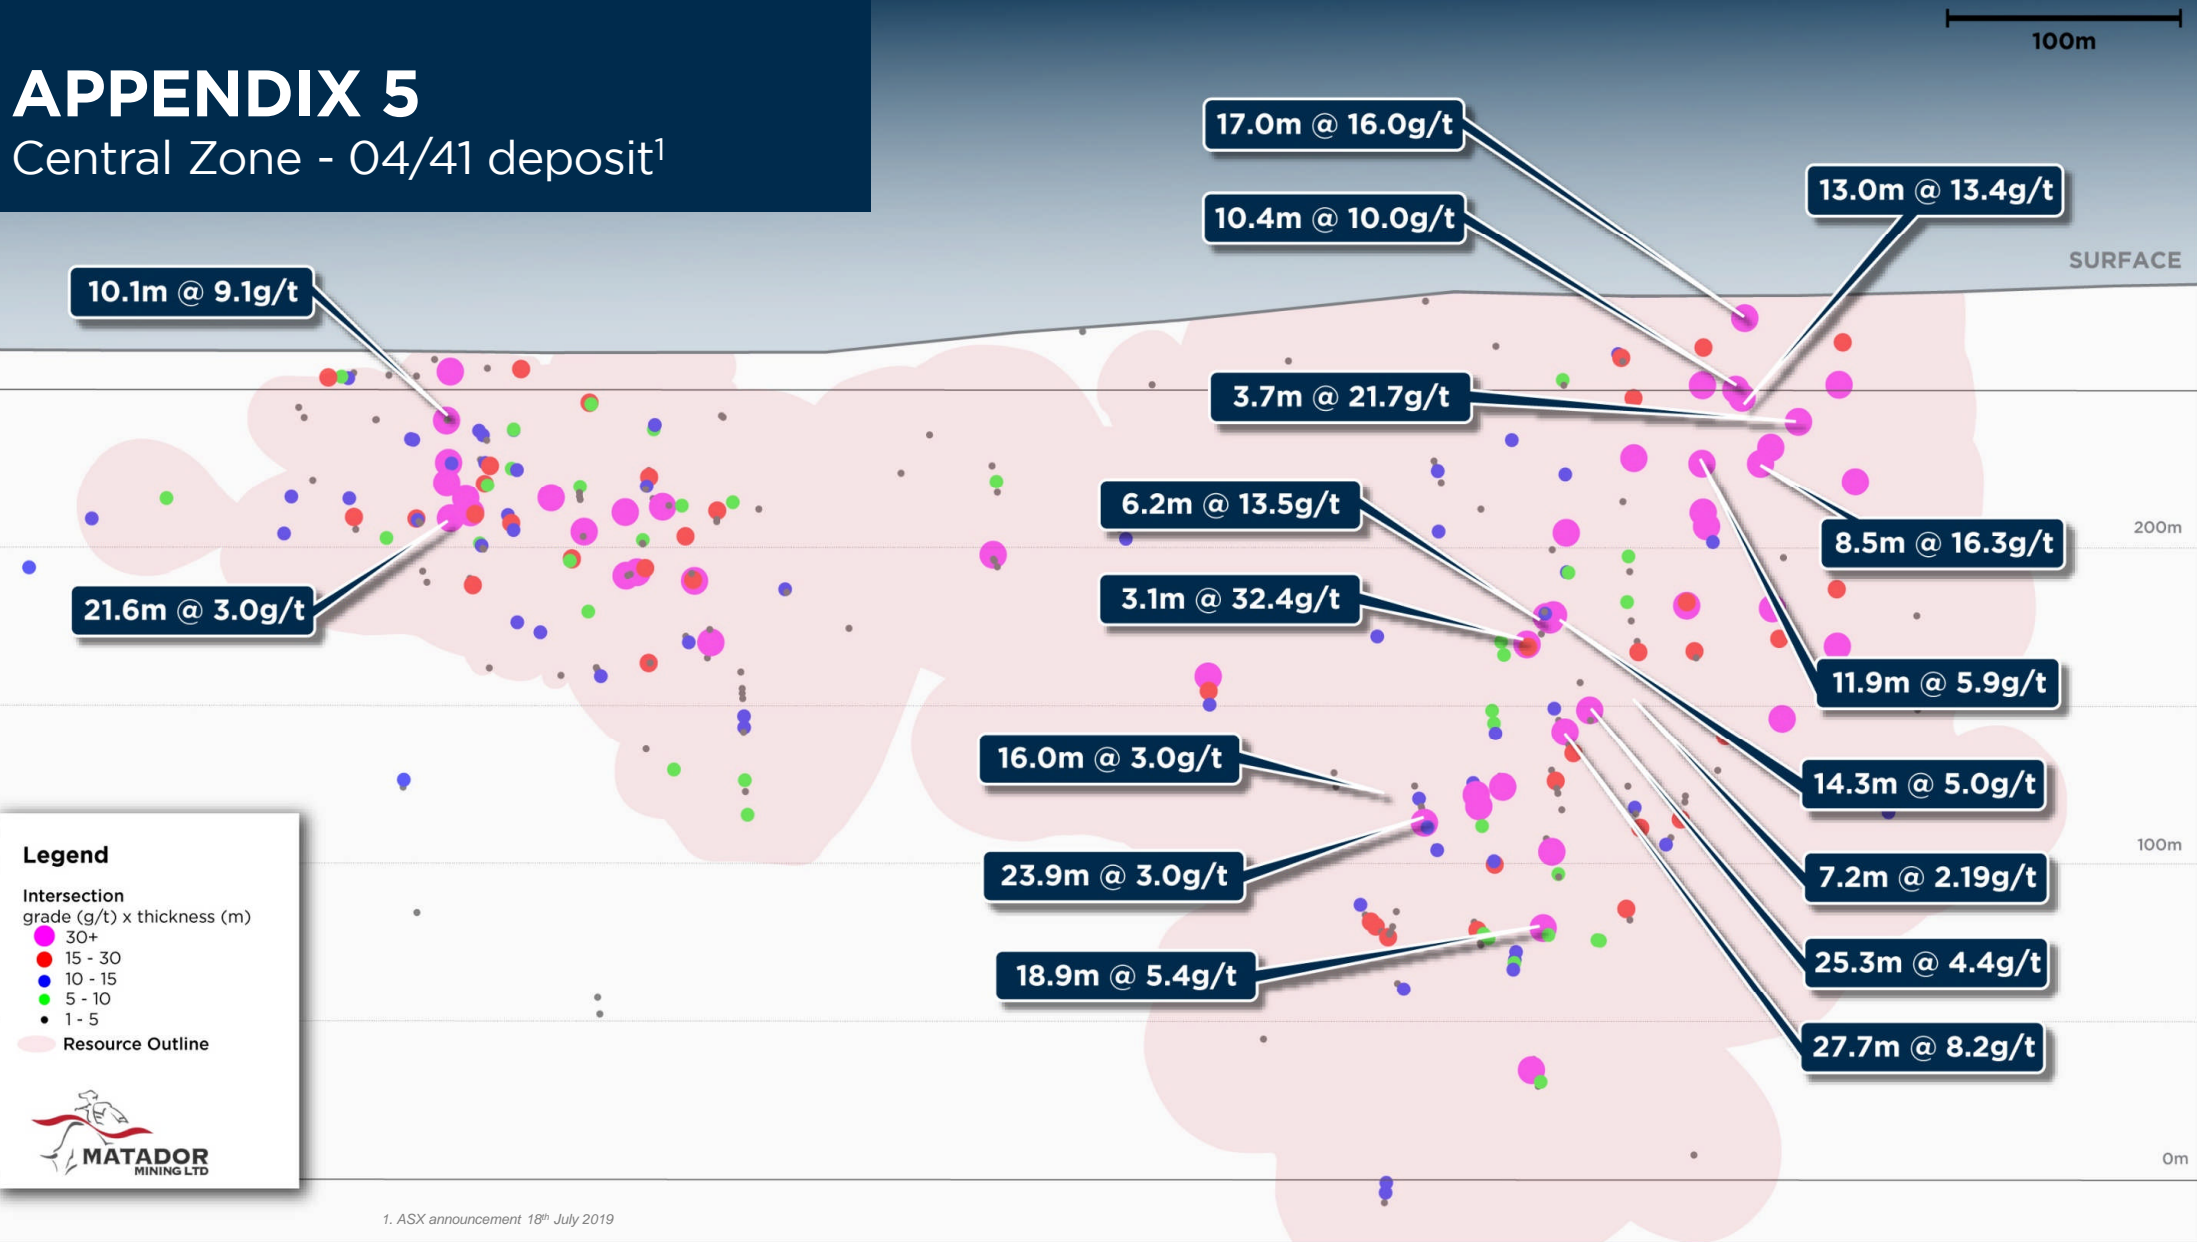 APPENDIX 5
Central Zone - 04/41 deposit¹
100m
17.0m @ 16.0g/t
13.0m @ 13.4g/t
10.4m @ 10.0g/t
SURFACE
10.1m @ 9.1g/t
3.7m @ 21.7g/t
6.2m @ 13.5g/t
200m
8.5m @ 16.3g/t
3.1m @ 32.4g/t
21.6m @ 3.0g/t
11.9m @ 5.9g/t
16.0m @ 3.0g/t
14.3m @ 5.0g/t
100m
23.9m @ 3.0g/t
7.2m @ 2.19g/t
18.9m @ 5.4g/t
25.3m @ 4.4g/t
27.7m @ 8.2g/t
0m
Legend
Intersection
grade (g/t) x thickness (m)
30+
15 - 30
10 - 15
5 - 10
1 - 5
Resource Outline
MATADOR
MINING LTD
1. ASX announcement 18th July 2019